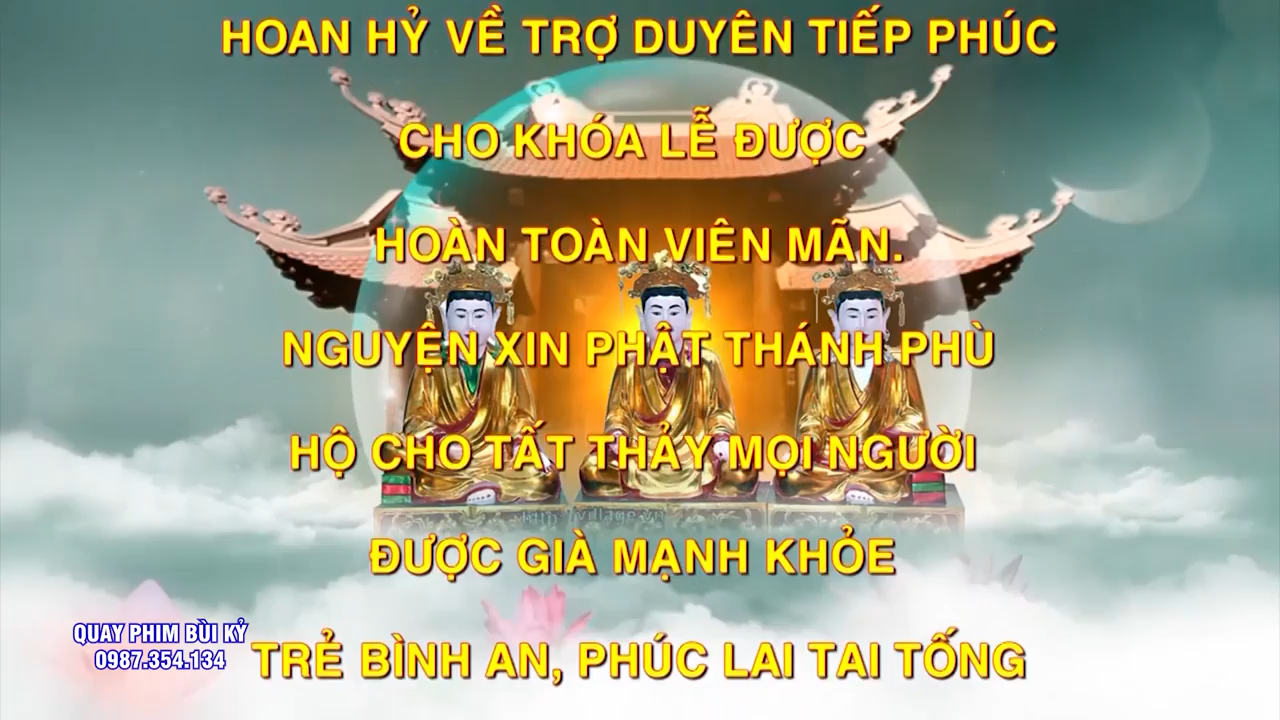 HOAN HỶ VỀ TRỢ DUYÊN TIẾP PHÚC
CHO KHÓA LỄ ĐƯỢC
HOÀN TOÀN VIÊN MÃN.
NGUYỆN XIN PHẬT THÁNH PHÙ
HỘ CHO TẤT THẢY MỌI NGƯỜI
ĐƯỢC GIÀ MẠNH KHỎE
TRẺ BÌNH AN, PHÚC LAI TAI TỐNG
QUAY PHIM BÙI KỶ
0987.354.134